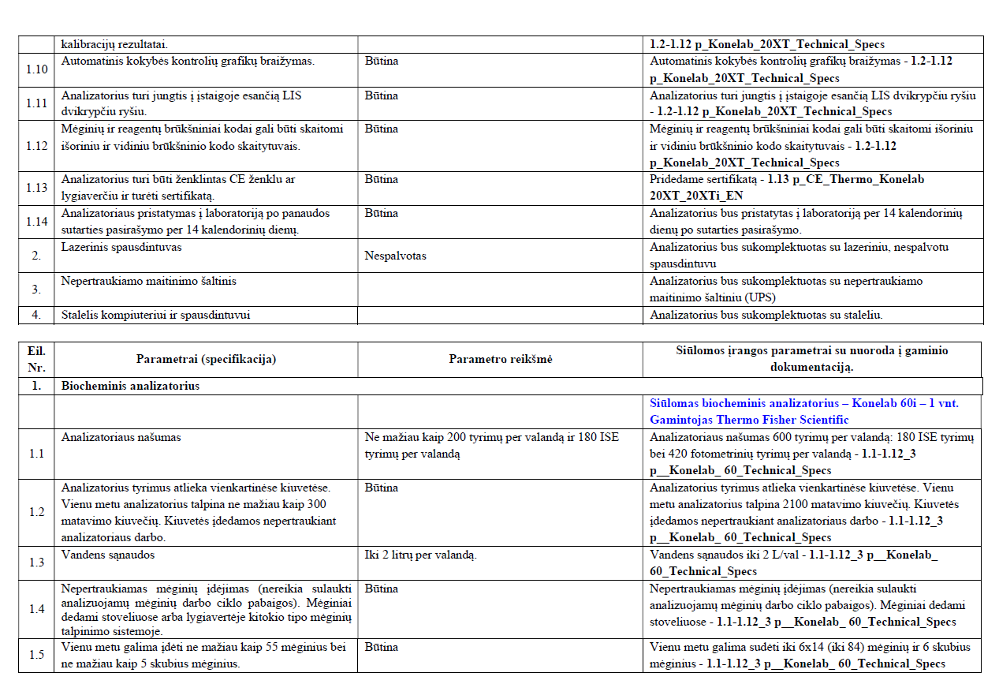 kalibracijų rezultatai.
1.2-1.12 p_Konelab_20XT_Technical_Specs
1.10
Automatinis kokybės kontrolių grafikų braižymas.
Būtina
Automatinis kokybės kontrolių grafikų braižymas - 1.2-1.12
p_Konelab_20XT_Technical_Specs
1.11
Analizatorius turi jungtis į įstaigoje esančią LIS
dvikrypčiu ryšiu.
Būtina
Analizatorius turi jungtis į įstaigoje esančią LIS dvikrypčiu ryšiu
- 1.2-1.12 p_Konelab_20XT_Technical_Specs
1.12
Mėginių ir reagentų brūkšniniai kodai gali būti skaitomi
išoriniu ir vidiniu brūkšninio kodo skaitytuvais.
Būtina
Mėginių ir reagentų brūkšniniai kodai gali būti skaitomi išoriniu
ir vidiniu brūkšninio kodo skaitytuvais - 1.2-1.12
p_Konelab_20XT_Technical_Specs
1.13
Analizatorius turi būti ženklintas CE ženklu ar
lygiaverčiu ir turėti sertifikatą.
Būtina
Pridedame sertifikatą - 1.13 p_CE_Thermo_Konelab
20XT_20XTi_EN
1.14
Analizatoriaus pristatymas į laboratoriją po panaudos
sutarties pasirašymo per 14 kalendorinių dienų.
Būtina
Analizatorius bus pristatytas į laboratoriją per 14 kalendorinių
dienų po sutarties pasirašymo.
2.
Lazerinis spausdintuvas
Nespalvotas
Analizatorius bus sukomplektuotas su lazeriniu, nespalvotu
spausdintuvu
3.
Nepertraukiamo maitinimo šaltinis
Analizatorius bus sukomplektuotas su nepertraukiamo
maitinimo šaltiniu (UPS)
4.
Stalelis kompiuteriui ir spausdintuvui
Analizatorius bus sukomplektuotas su staleliu.
Eil.
Nr.
Parametrai (specifikacija)
Parametro reikšmė
Siūlomos įrangos parametrai su nuoroda į gaminio
dokumentaciją.
1.
Biocheminis analizatorius
Siūlomas biocheminis analizatorius – Konelab 60i – 1 vnt.
Gamintojas Thermo Fisher Scientific
1.1
Analizatoriaus našumas
Ne mažiau kaip 200 tyrimų per valandą ir 180 ISE
tyrimų per valandą
Analizatoriaus našumas 600 tyrimų per valandą: 180 ISE tyrimų
bei 420 fotometrinių tyrimų per valandą - 1.1-1.12_3
p__Konelab_ 60_Technical_Specs
1.2
Analizatorius tyrimus atlieka vienkartinėse kiuvetėse.
Vienu metu analizatorius talpina ne mažiau kaip 300
matavimo kiuvečių. Kiuvetės įdedamos nepertraukiant
analizatoriaus darbo.
Būtina
Analizatorius tyrimus atlieka vienkartinėse kiuvetėse. Vienu
metu analizatorius talpina 2100 matavimo kiuvečių. Kiuvetės
įdedamos nepertraukiant analizatoriaus darbo - 1.1-1.12_3
p__Konelab_ 60_Technical_Specs
1.3
Vandens sąnaudos
Iki 2 litrų per valandą.
Vandens sąnaudos iki 2 L/val - 1.1-1.12_3 p__Konelab_
60_Technical_Specs
1.4
Nepertraukiamas mėginių įdėjimas (nereikia sulaukti
analizuojamų mėginių darbo ciklo pabaigos). Mėginiai
dedami stoveliuose arba lygiavertėje kitokio tipo mėginių
talpinimo sistemoje.
Būtina
Nepertraukiamas mėginių įdėjimas (nereikia sulaukti
analizuojamų mėginių darbo ciklo pabaigos). Mėginiai dedami
stoveliuose - 1.1-1.12_3 p__Konelab_ 60_Technical_Specs
1.5
Vienu metu galima įdėti ne mažiau kaip 55 mėginius bei
ne mažiau kaip 5 skubius mėginius.
Būtina
Vienu metu galima sudėti iki 6x14 (iki 84) mėginių ir 6 skubius
mėginius - 1.1-1.12_3 p__Konelab_ 60_Technical_Specs